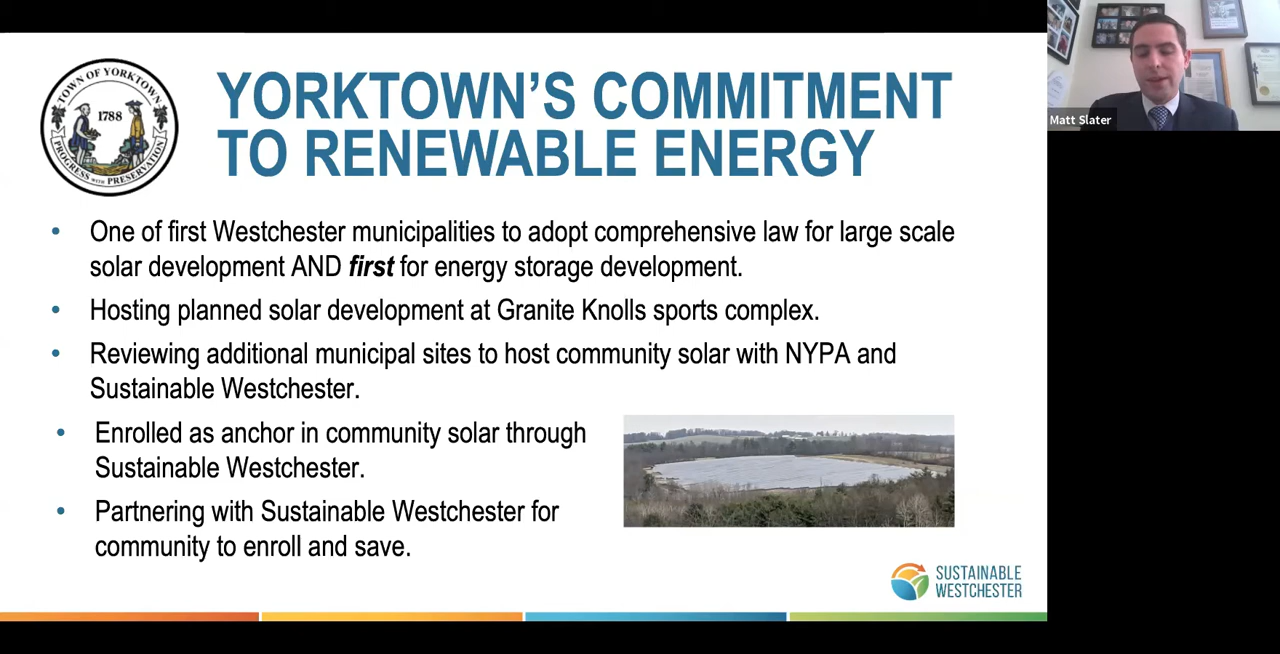 TOWN OF YORKTOWN
1788
PROGRESS WITH PRESERVATION
YORKTOWN’S COMMITMENT
TO RENEWABLE ENERGY
Matt Slater
• One of first Westchester municipalities to adopt comprehensive law for large scale
solar development AND first for energy storage development.
• Hosting planned solar development at Granite Knolls sports complex.
• Reviewing additional municipal sites to host community solar with NYPA and
Sustainable Westchester.
• Enrolled as anchor in community solar through
Sustainable Westchester.
• Partnering with Sustainable Westchester for
community to enroll and save.
SUSTAINABLE
WESTCHESTER